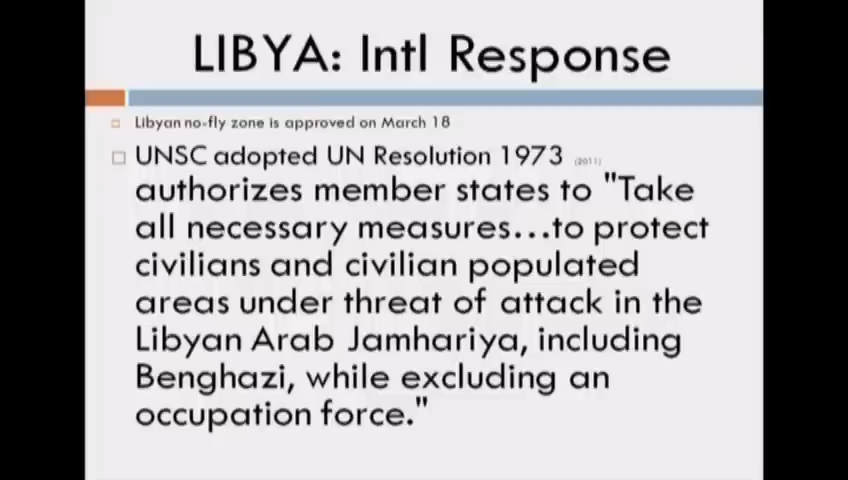 LIBYA: Intl Response
Libyan no-fly zone is approved on March 18
UNSC adopted UN Resolution 1973 (2011)
authorizes member states to "Take
all necessary measures...to protect
civilians and civilian populated
areas under threat of attack in the
Libyan Arab Jamhariya, including
Benghazi, while excluding an
occupation force."